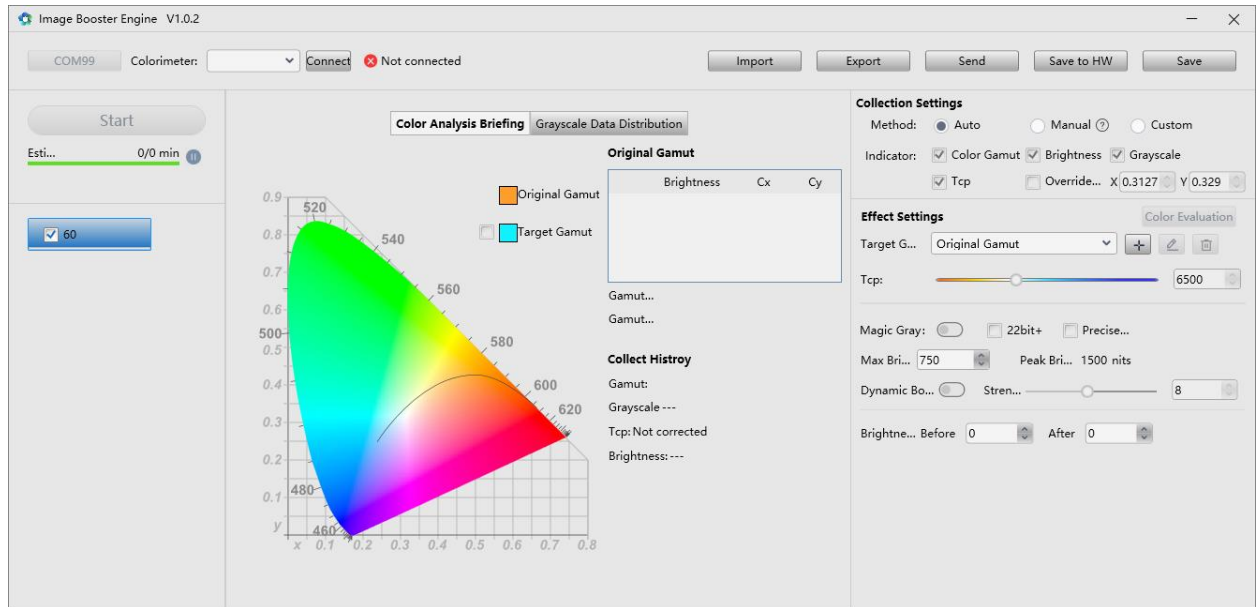 Image Booster Engine V1.0.2
COM99 Colorimeter: Connect Not connected Import Export Send Save to HW Save
Start
Esti... 0/0 min
60
Color Analysis Briefing Grayscale Data Distribution
Original Gamut
Target Gamut
0.9
0.8
0.7
0.6
0.5
0.4
0.3
0.2
0.1
y
x 0.1 0.2 0.3 0.4 0.5 0.6 0.7 0.8
520
540
560
500
580
600
620
480
460
Original Gamut
Brightness Cx Cy
Gamut...
Gamut...
Collect Histroy
Gamut:
Grayscale ---
Tcp: Not corrected
Brightness: ---
Collection Settings
Method: Auto Manual ? Custom
Indicator: Color Gamut Brightness Grayscale
Tcp Override... X 0.3127 Y 0.329
Effect Settings Color Evaluation
Target G... Original Gamut
Tcp: 6500
Magic Gray: 22bit+ Precise...
Max Bri... 750 Peak Bri... 1500 nits
Dynamic Bo... Stren... 8
Brightne... Before 0 After 0